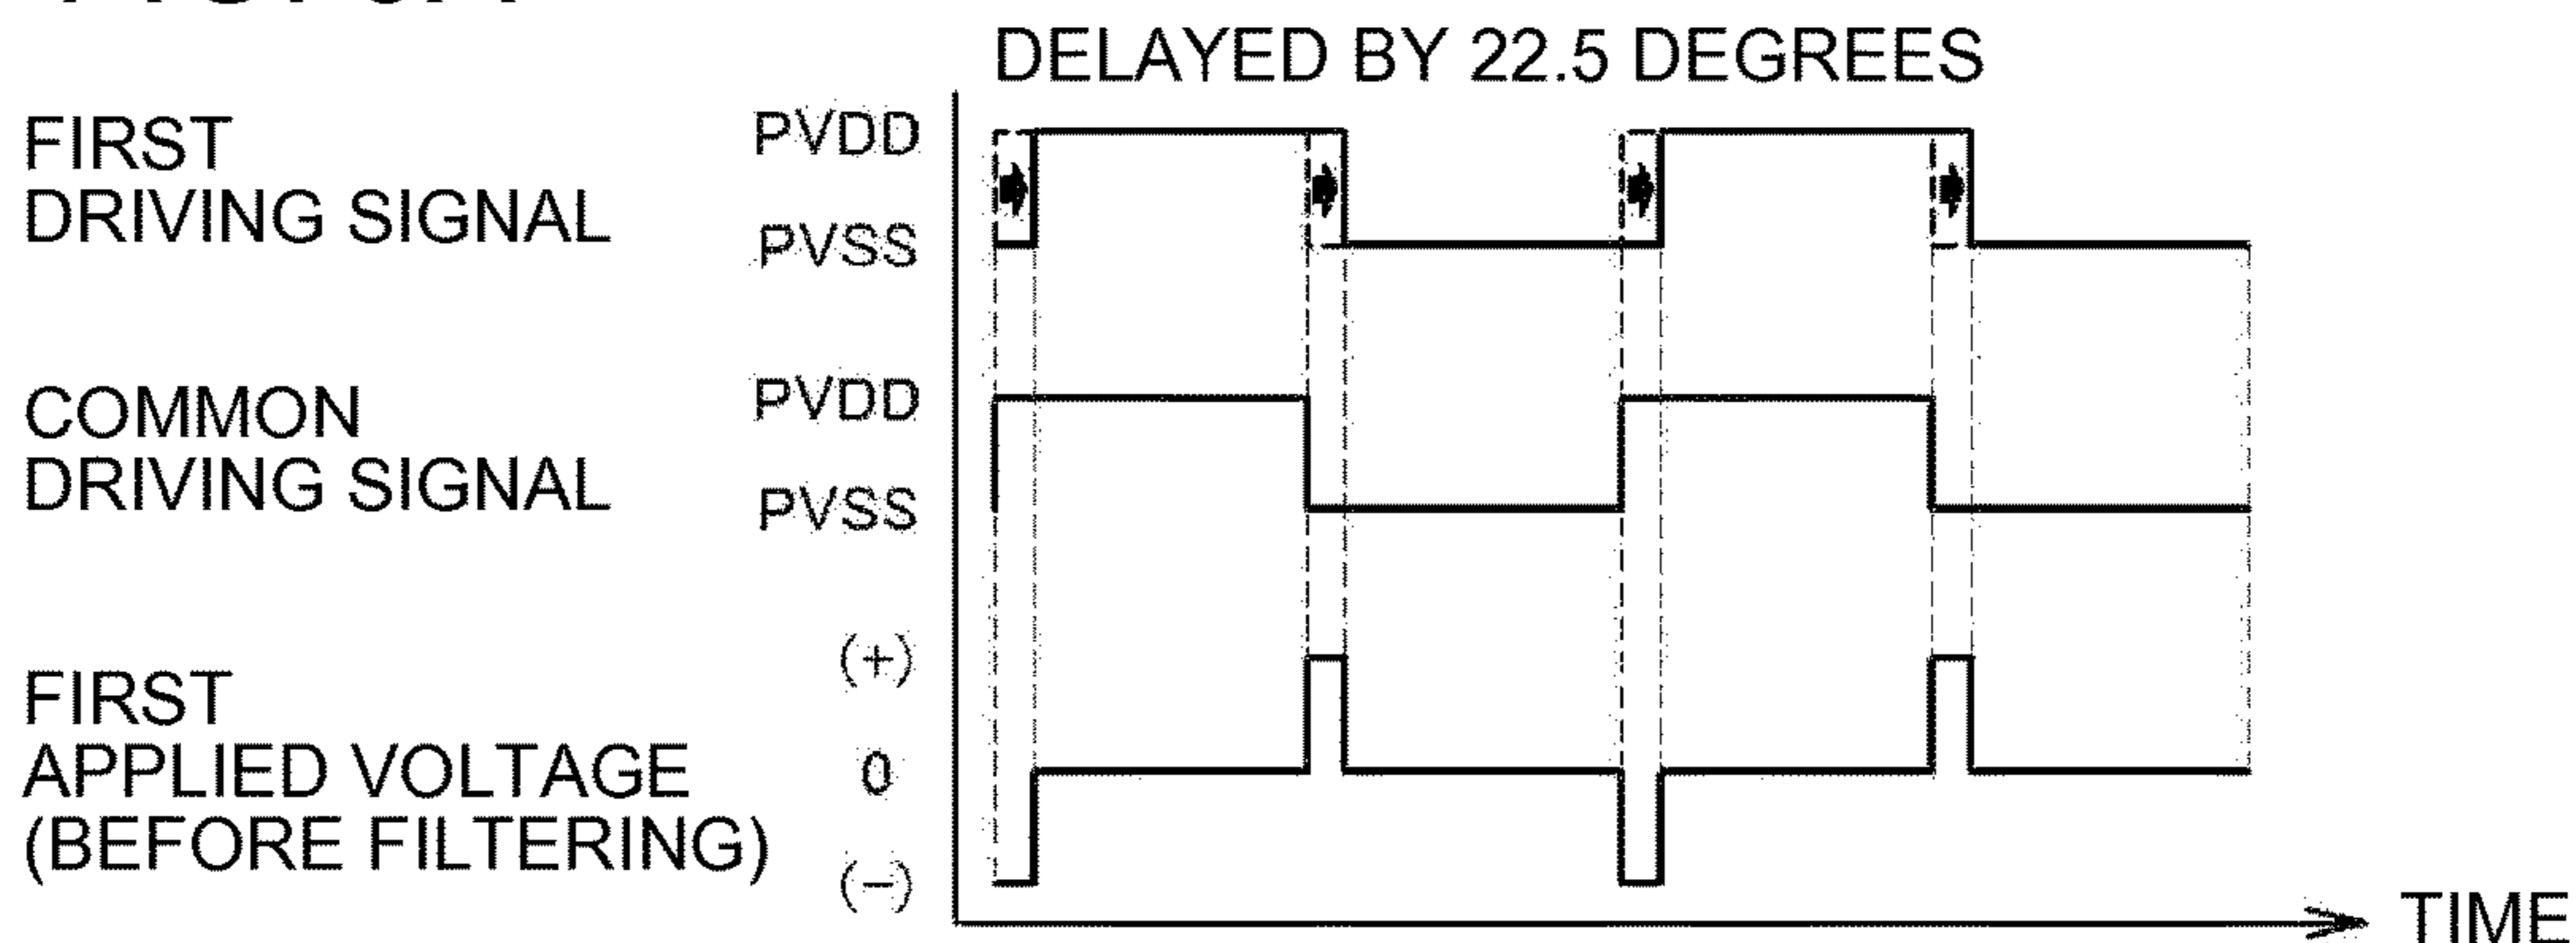 DELAYED BY 22.5 DEGREES
FIRST
DRIVING SIGNAL
PVDD
PVSS
COMMON
DRIVING SIGNAL
PVDD
PVSS
FIRST
APPLIED VOLTAGE
(BEFORE FILTERING)
(+)
0
(−)
TIME